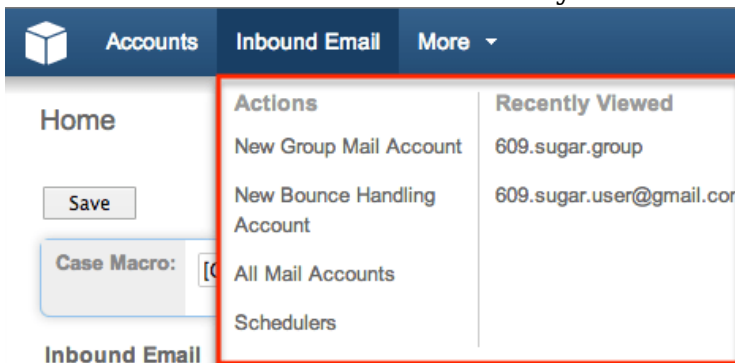 Accounts Inbound Email More
Home
Save
Case Macro:
Inbound Email
Actions
New Group Mail Account
New Bounce Handling
Account
All Mail Accounts
Schedulers
Recently Viewed
609.sugar.group
609.sugar.user@gmail.cor